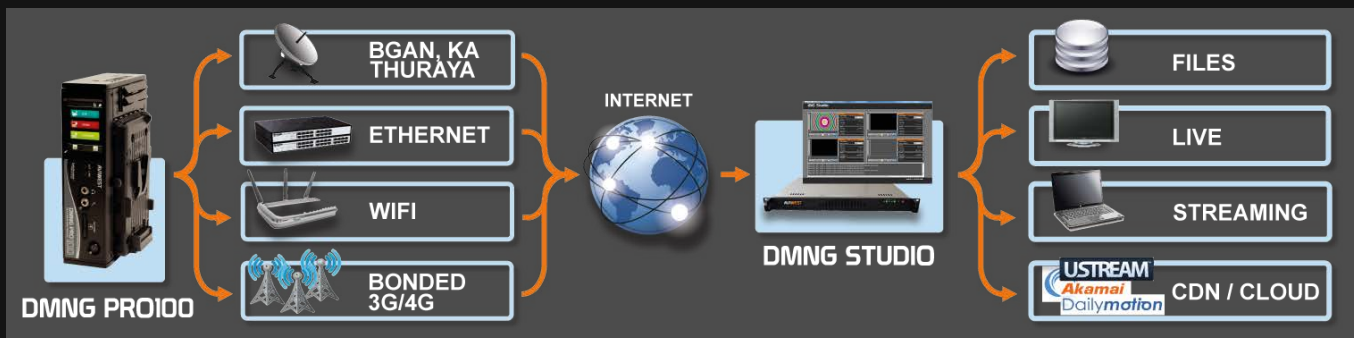 BGAN, KA
THURAYA
ETHERNET
WIFI
BONDED
3G/4G
DMNG PRO100
INTERNET
DMNG STUDIO
FILES
LIVE
STREAMING
USTREAM
Akamai
Dailymotion
CDN / CLOUD
AVIWEST